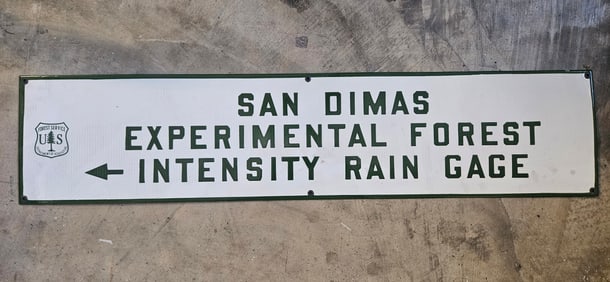 SAN DIMAS
EXPERIMENTAL FOREST
INTENSITY RAIN GAGE
FOREST SERVICE
U S